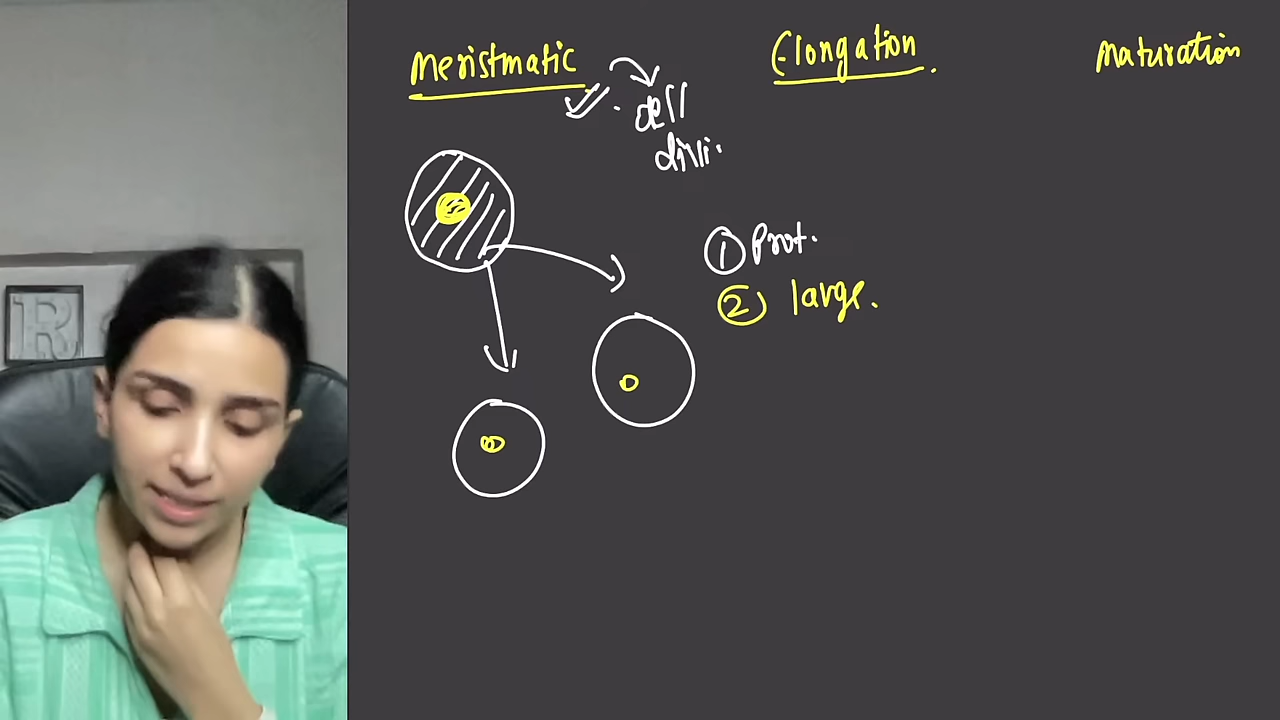 Meristmatic
Elongation.
Maturation
cell
divi.
① Prot.
② large.
R